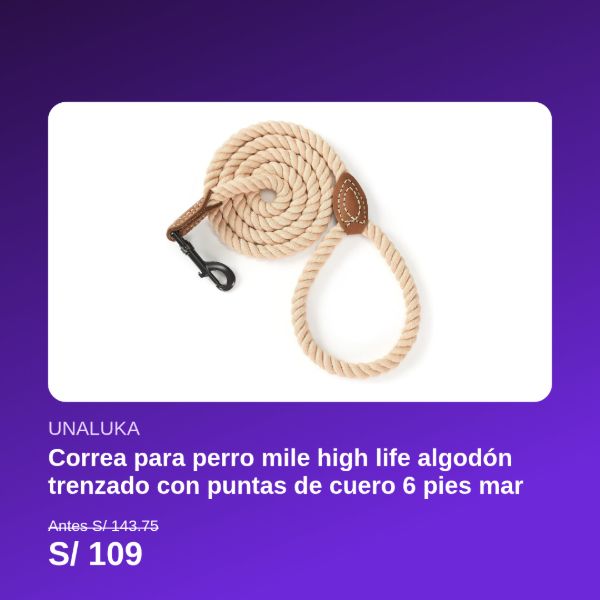 UNALUKA
Correa para perro mile high life algodón
trenzado con puntas de cuero 6 pies mar
Antes S/ 143.75
S/ 109